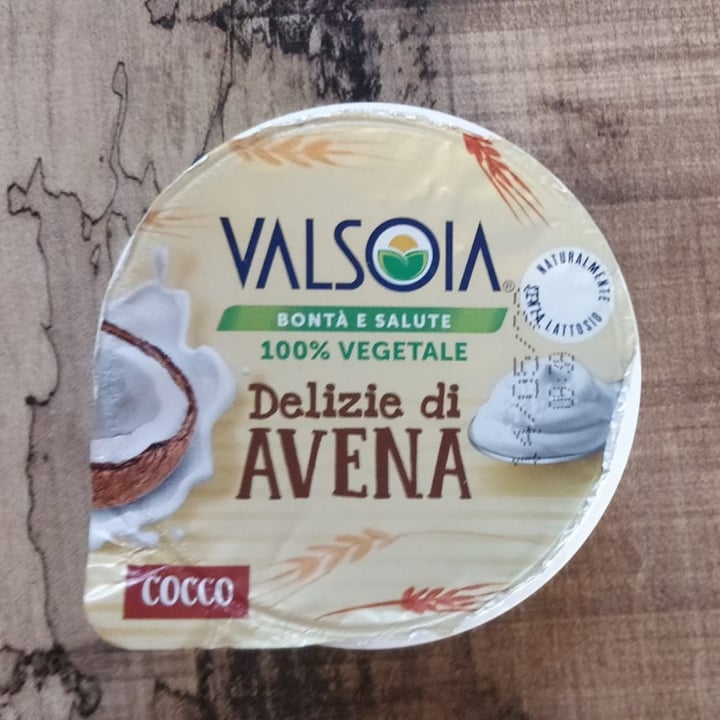 VALSOIA®
BONTÀ E SALUTE
100% VEGETALE
Delizie di
AVENA
COCCO
NATURALMENTE
SENZA LATTOSIO